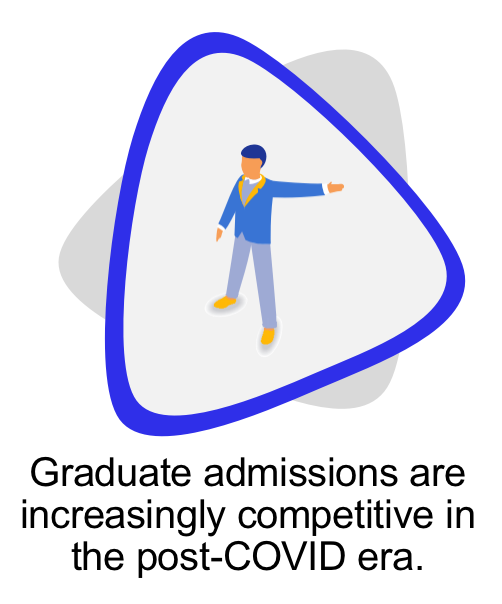 Graduate admissions are
increasingly competitive in
the post-COVID era.